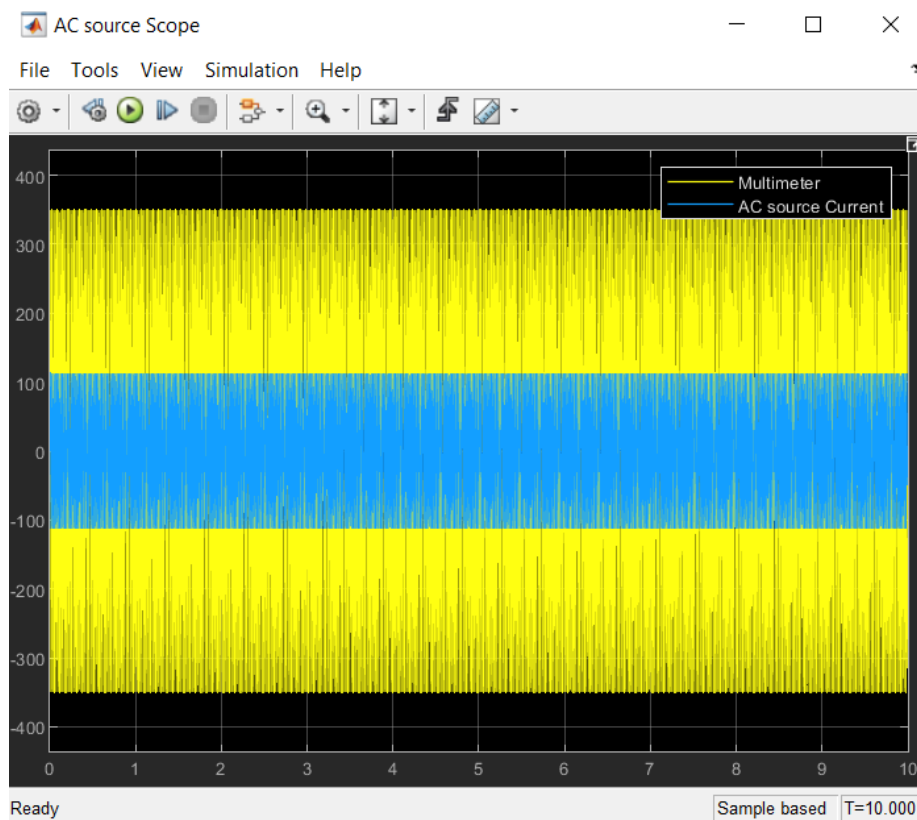 AC source Scope
File Tools View Simulation Help
Multimeter
AC source Current
400
300
200
100
0
-100
-200
-300
-400
0 1 2 3 4 5 6 7 8 9 10
Ready Sample based T=10.000